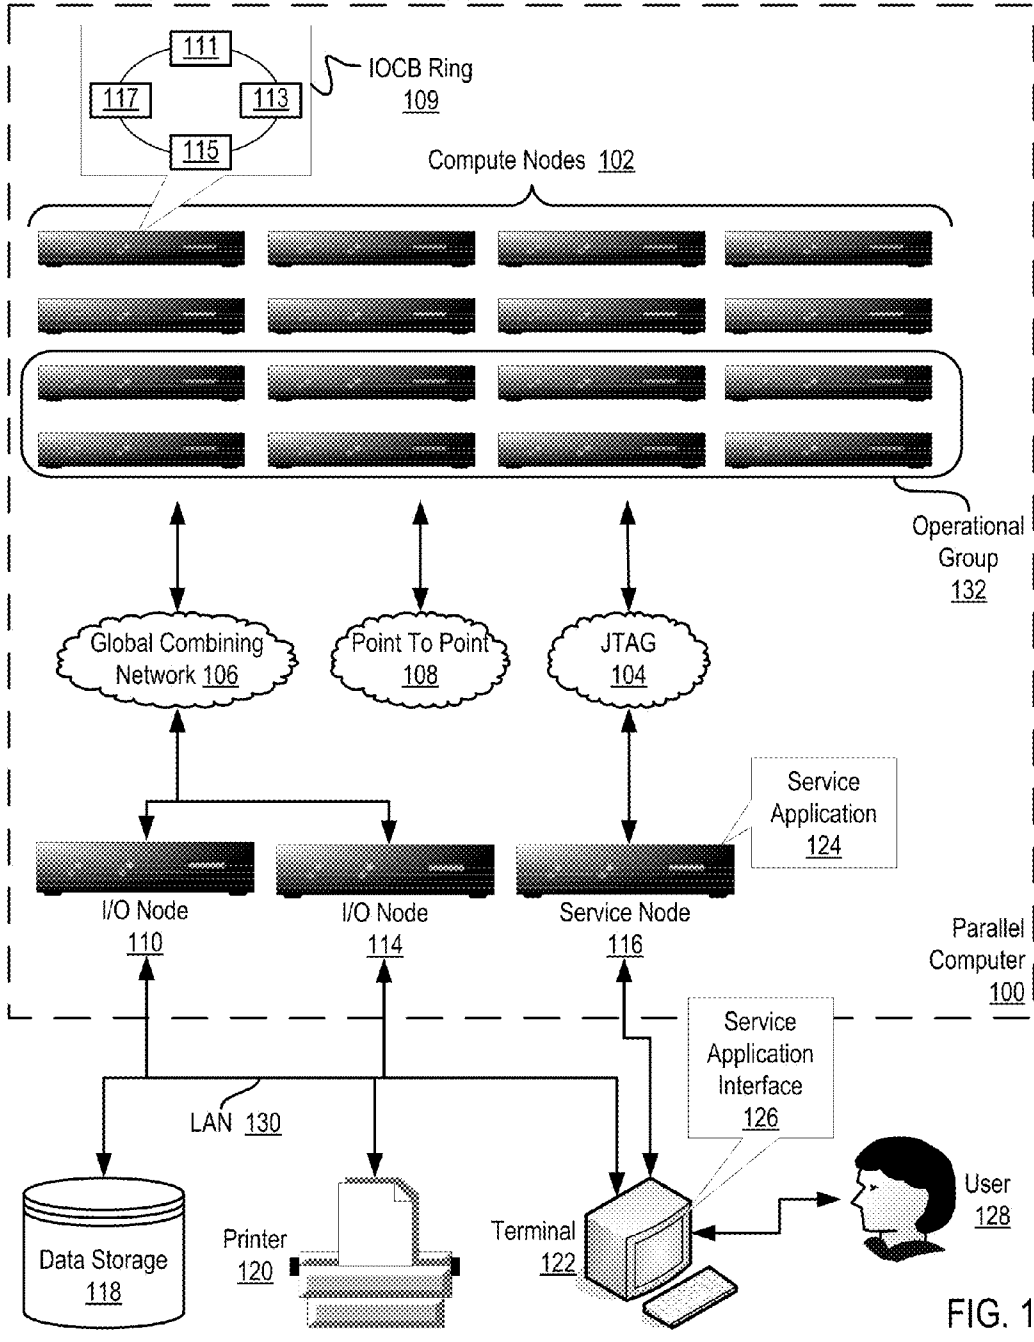 111
117
113
115
IOCB Ring
109
Compute Nodes 102
Operational
Group
132
Global Combining
Network 106
Point To Point
108
JTAG
104
Service
Application
124
I/O Node
110
I/O Node
114
Service Node
116
Parallel
Computer
100
Service
Application
Interface
126
LAN 130
Data Storage
118
Printer
120
Terminal
122
User
128
FIG. 1